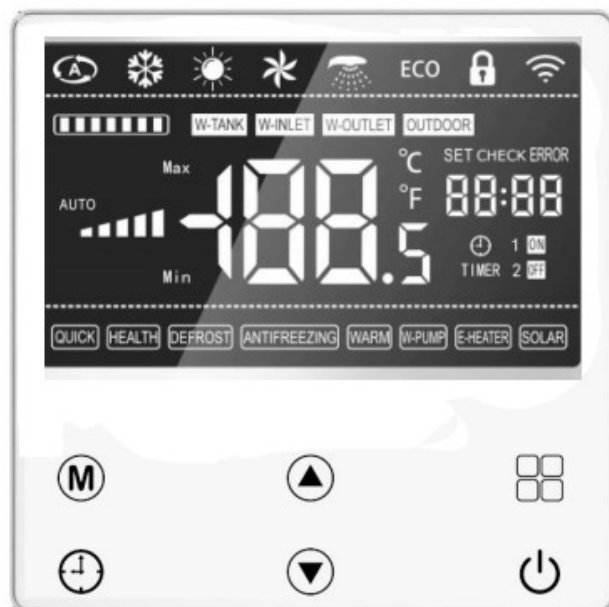 A ECO
W-TANK W-INLET W-OUTLET OUTDOOR
Max °C SET CHECK ERROR
°F 88:88
AUTO -188.5
1 ON
Min TIMER 2 OFF
QUICK HEALTH DEFROST ANTIFREEZING WARM W-PUMP E-HEATER SOLAR
M